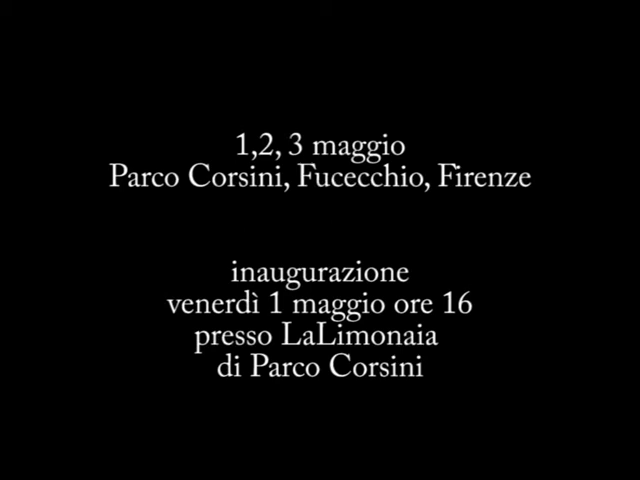 1,2, 3 maggio
Parco Corsini, Fucecchio, Firenze
inaugurazione
venerdì 1 maggio ore 16
presso LaLimonaia
di Parco Corsini